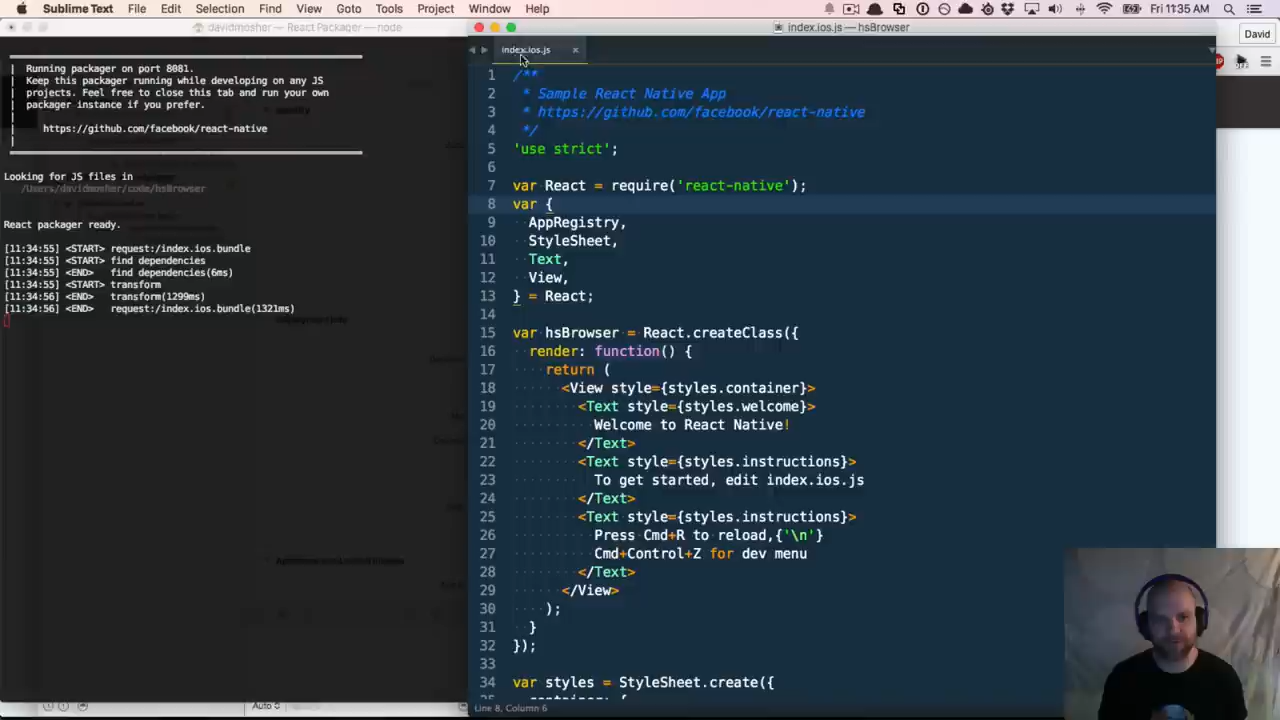 Sublime Text File Edit Selection Find View Goto Tools Project Window Help
Fri 11:35 AM
davidmosher — React Packager — node
Running packager on port 8081.
Keep this packager running while developing on any JS
projects. Feel free to close this tab and run your own
packager instance if you prefer.
https://github.com/facebook/react-native
Looking for JS files in
/Users/davidmosher/code/hsBrowser
React packager ready.
[11:34:55] <START> request:/index.ios.bundle
[11:34:55] <START> find dependencies
[11:34:55] <END>   find dependencies(6ms)
[11:34:55] <START> transform
[11:34:56] <END>   transform(1299ms)
[11:34:56] <END>   request:/index.ios.bundle(1321ms)
Auto
index.ios.js — hsBrowser
David
index.ios.js
1 /**
2  * Sample React Native App
3  * https://github.com/facebook/react-native
4  */
5 'use strict';
6
7 var React = require('react-native');
8 var {
9   AppRegistry,
10   StyleSheet,
11   Text,
12   View,
13 } = React;
14
15 var hsBrowser = React.createClass({
16   render: function() {
17     return (
18       <View style={styles.container}>
19         <Text style={styles.welcome}>
20           Welcome to React Native!
21         </Text>
22         <Text style={styles.instructions}>
23           To get started, edit index.ios.js
24         </Text>
25         <Text style={styles.instructions}>
26           Press Cmd+R to reload,{'\n'}
27           Cmd+Control+Z for dev menu
28         </Text>
29       </View>
30     );
31   }
32 });
33
34 var styles = StyleSheet.create({
35   container: {
Line 8, Column 6